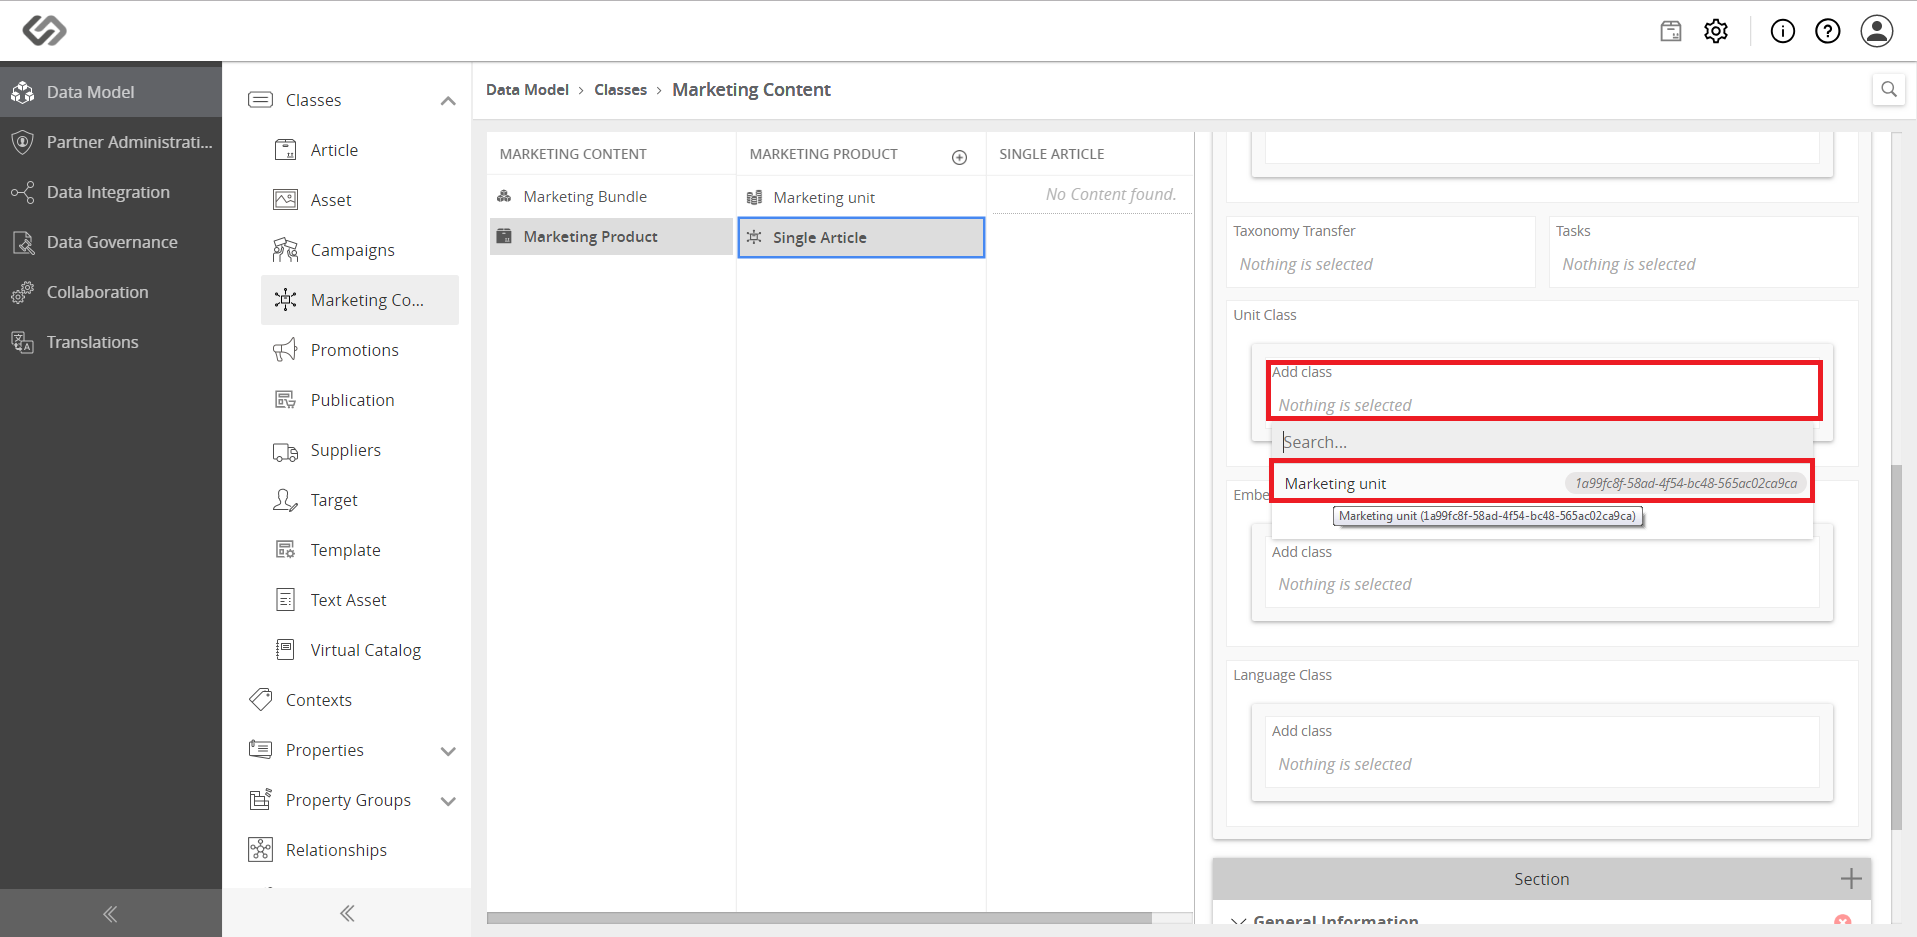 Data Model
Partner Administrati...
Data Integration
Data Governance
Collaboration
Translations
Classes
Article
Asset
Campaigns
Marketing Co...
Promotions
Publication
Suppliers
Target
Template
Text Asset
Virtual Catalog
Contexts
Properties
Property Groups
Relationships
Data Model > Classes > Marketing Content
MARKETING CONTENT
Marketing Bundle
Marketing Product
MARKETING PRODUCT
Marketing unit
Single Article
SINGLE ARTICLE
No Content found.
Taxonomy Transfer
Nothing is selected
Tasks
Nothing is selected
Unit Class
Add class
Nothing is selected
Search...
Marketing unit 1a99fc8f-58ad-4f54-bc48-565ac02ca9ca
Marketing unit (1a99fc8f-58ad-4f54-bc48-565ac02ca9ca)
Embe
Add class
Nothing is selected
Language Class
Add class
Nothing is selected
Section
General Information